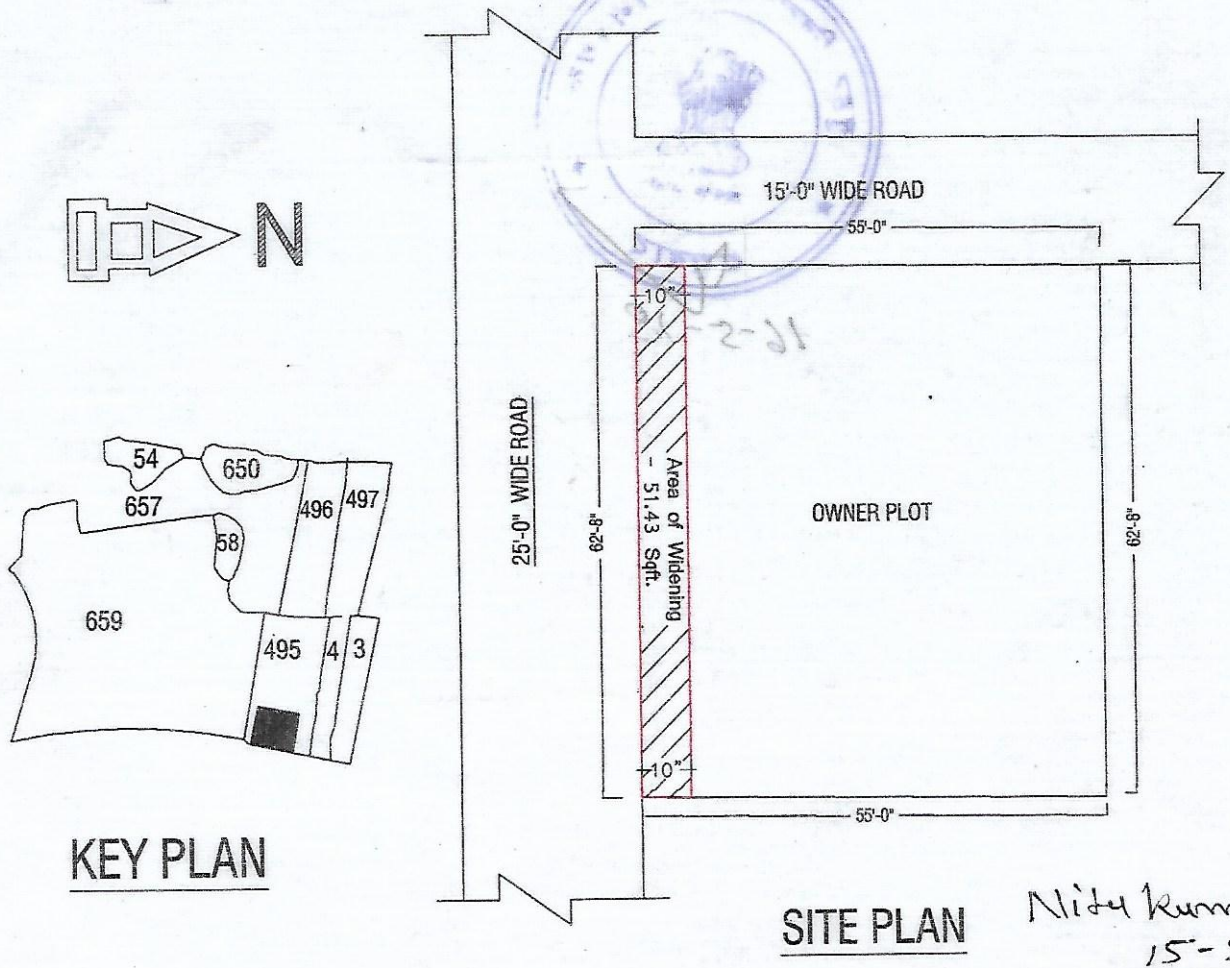 15'-0" WIDE ROAD
55'-0"
N
10"
25'-0" WIDE ROAD
62'-8"
Area of Widening
- 51.43 Sqft.
OWNER PLOT
62'-8"
10"
55'-0"
54
650
657
496
497
58
659
495
4
3
KEY PLAN
SITE PLAN